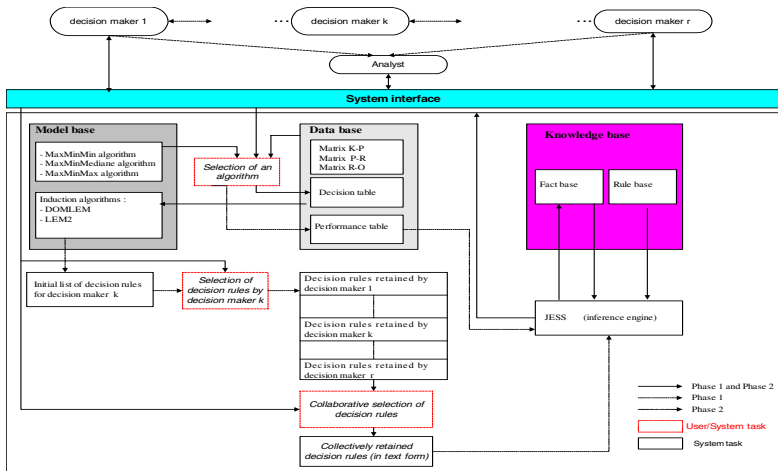 decision maker 1
decision maker k
...
decision maker r
Analyst
System interface
Model base
- MaxMinMin algorithm
- MaxMinMediane algorithm
- MaxMinMax algorithm
Induction algorithms :
- DOMLEM
- LEM2
Selection of an
algorithm
Data base
Matrix K-P
Matrix P-R
Matrix R-O
Decision table
Performance table
Knowledge base
Fact base
Rule base
Initial list of decision rules
for decision maker k
Selection of
decision rules by
decision maker k
Decision rules retained by
decision maker 1
Decision rules retained by
decision maker k
Decision rules retained by
decision maker r
JESS (inference engine)
Collaborative selection of
decision rules
Collectively retained
decision rules (in text form)
Phase 1 and Phase 2
Phase 1
Phase 2
User/System task
System task